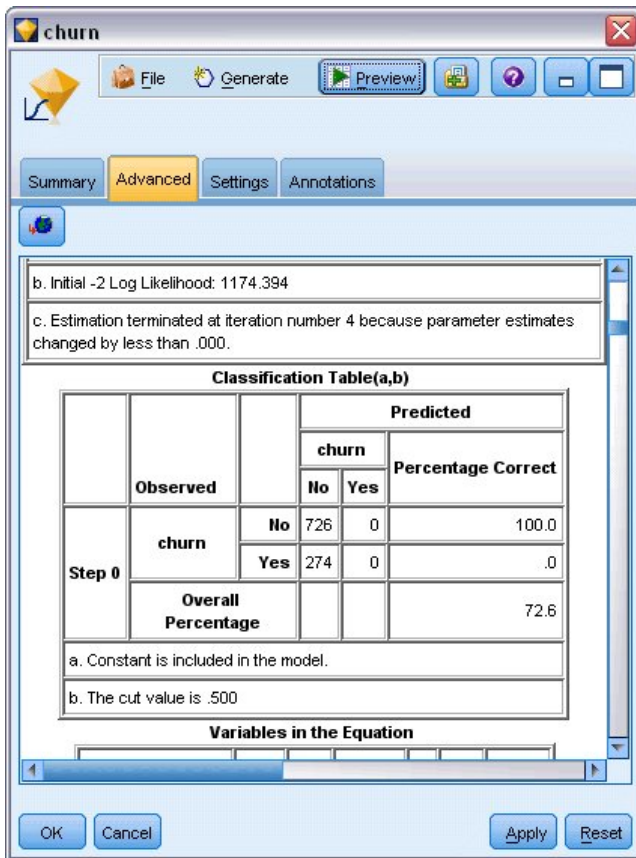 churn
File Generate Preview
Summary Advanced Settings Annotations
b. Initial -2 Log Likelihood: 1174.394
c. Estimation terminated at iteration number 4 because parameter estimates
changed by less than .000.
Classification Table(a,b)
Predicted
churn
Percentage Correct
Observed
No Yes
Step 0
churn
No 726 0 100.0
Yes 274 0 .0
Overall
Percentage
72.6
a. Constant is included in the model.
b. The cut value is .500
Variables in the Equation
OK Cancel Apply Reset